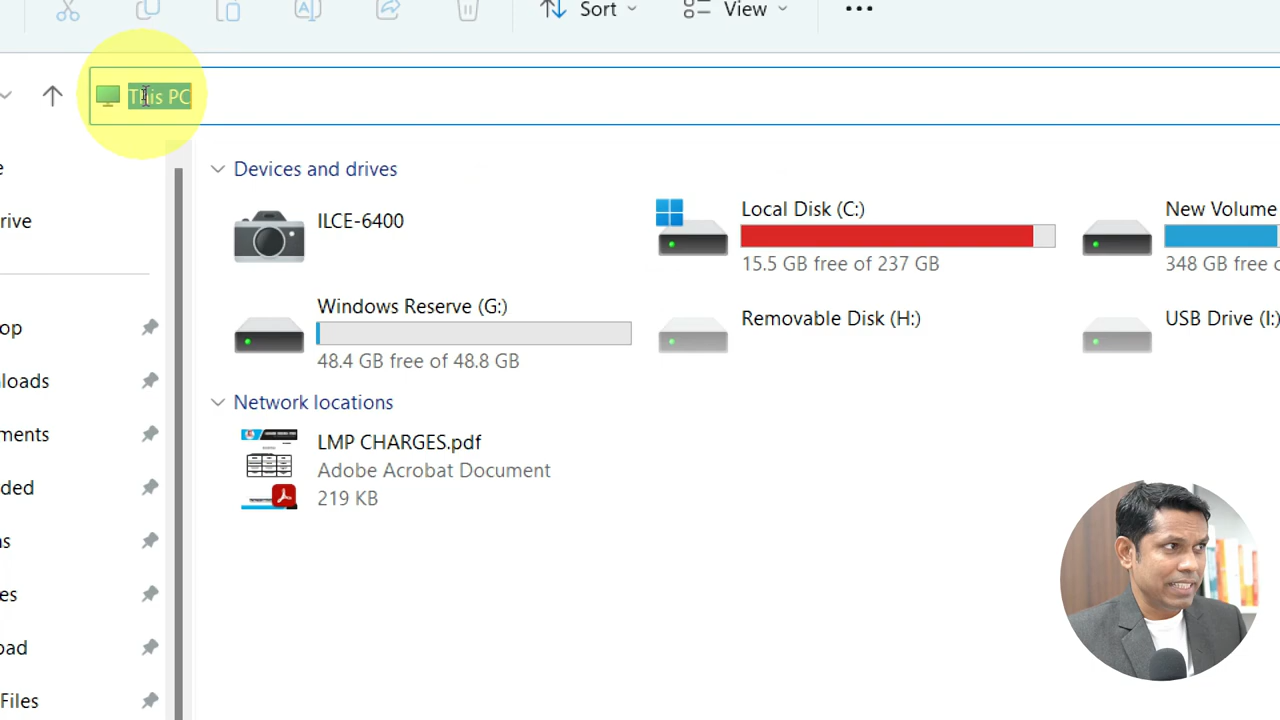 Sort
View
This PC
Devices and drives
ILCE-6400
Local Disk (C:)
15.5 GB free of 237 GB
New Volume
348 GB free
Windows Reserve (G:)
48.4 GB free of 48.8 GB
Removable Disk (H:)
USB Drive (I:)
Network locations
LMP CHARGES.pdf
Adobe Acrobat Document
219 KB
e
rive
op
loads
ments
ded
s
es
oad
Files